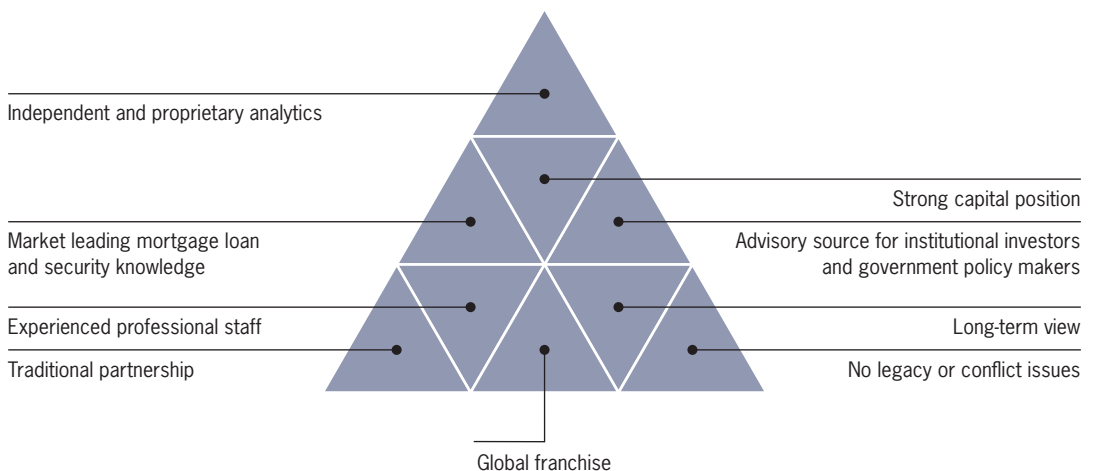 Independent and proprietary analytics
Strong capital position
Market leading mortgage loan
and security knowledge
Advisory source for institutional investors
and government policy makers
Experienced professional staff
Long-term view
Traditional partnership
No legacy or conflict issues
Global franchise